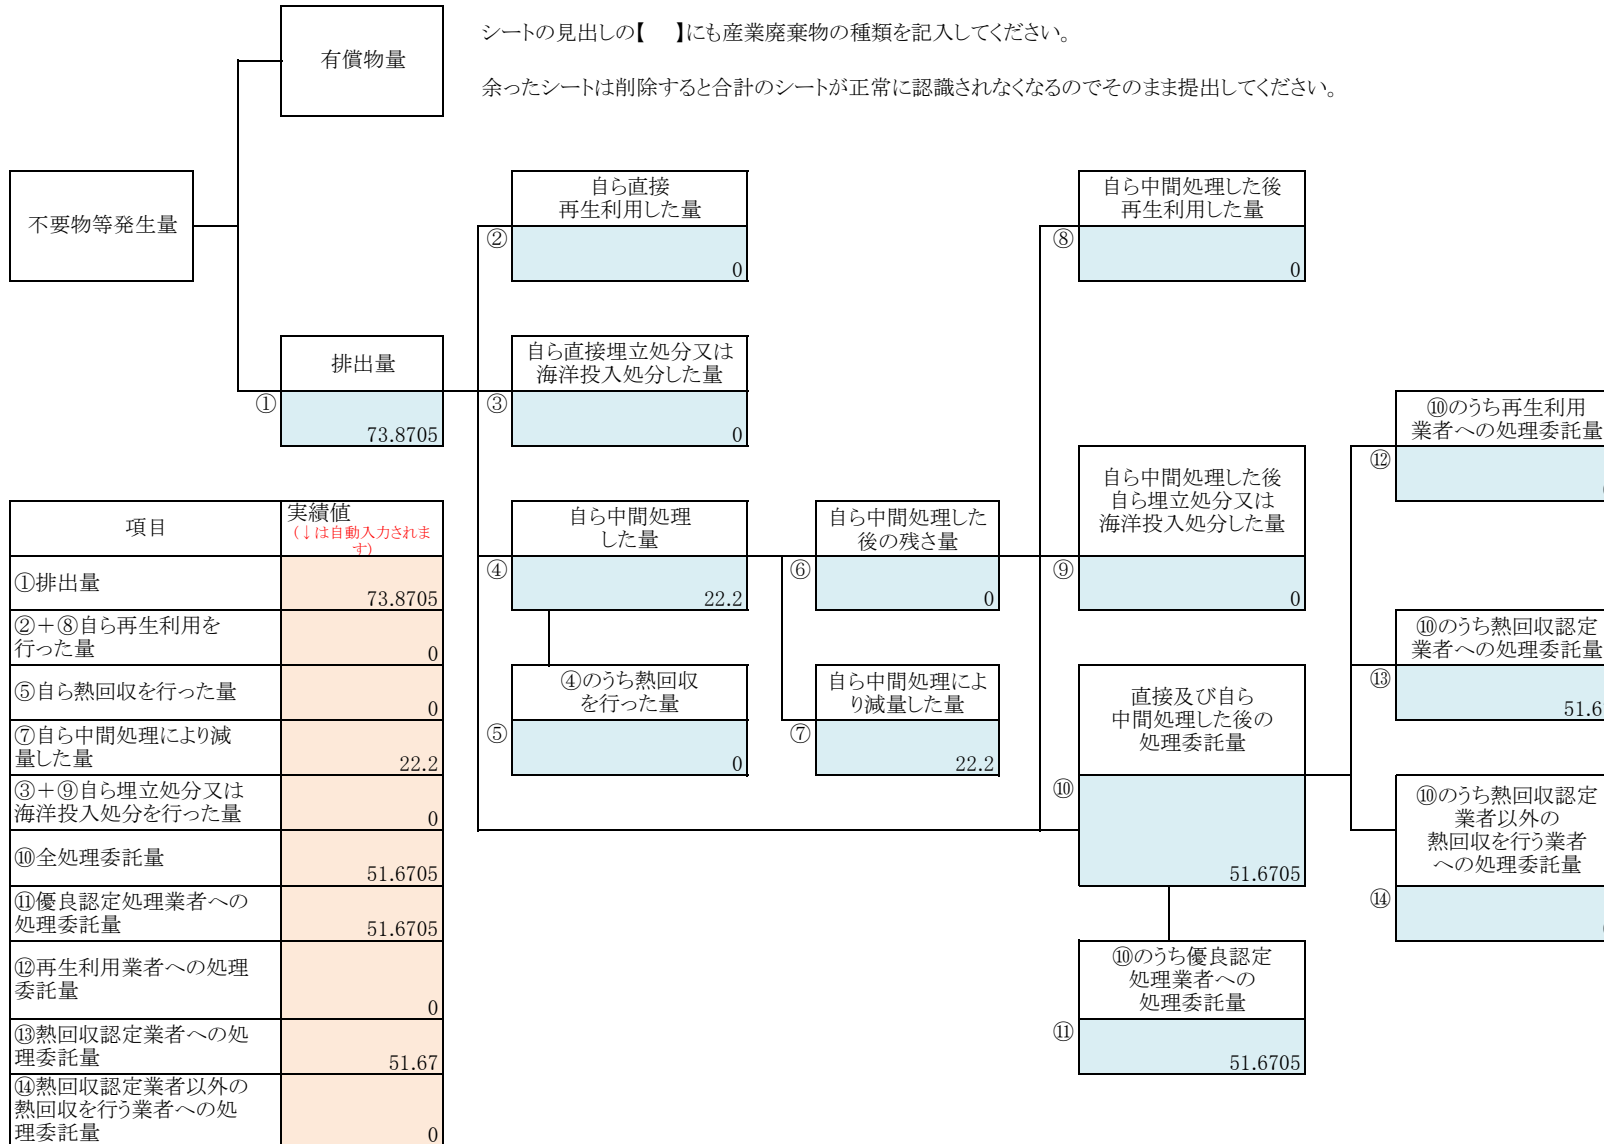 シートの見出しの【　】にも産業廃棄物の種類を記入してください。
余ったシートは削除すると合計のシートが正常に認識されなくなるのでそのまま提出してください。
有償物量
不要物等発生量
排出量
①
73.8705
自ら直接
再生利用した量
②
0
自ら直接埋立処分又は
海洋投入処分した量
③
0
自ら中間処理
した量
④
22.2
④のうち熱回収
を行った量
⑤
0
自ら中間処理した
後の残さ量
⑥
0
自ら中間処理によ
り減量した量
⑦
22.2
自ら中間処理した後
再生利用した量
⑧
0
自ら中間処理した後
自ら埋立処分又は
海洋投入処分した量
⑨
0
直接及び自ら
中間処理した後の
処理委託量
⑩
51.6705
⑩のうち優良認定
処理業者への
処理委託量
⑪
51.6705
⑩のうち再生利用
業者への処理委託量
⑫
⑩のうち熱回収認定
業者への処理委託量
⑬
51.6
⑩のうち熱回収認定
業者以外の
熱回収を行う業者
への処理委託量
⑭
項目
実績値
(↓は自動入力されま
す)
①排出量
73.8705
②＋⑧自ら再生利用を
行った量
0
⑤自ら熱回収を行った量
0
⑦自ら中間処理により減
量した量
22.2
③＋⑨自ら埋立処分又は
海洋投入処分を行った量
0
⑩全処理委託量
51.6705
⑪優良認定処理業者への
処理委託量
51.6705
⑫再生利用業者への処理
委託量
0
⑬熱回収認定業者への処
理委託量
51.67
⑭熱回収認定業者以外の
熱回収を行う業者への処
理委託量
0